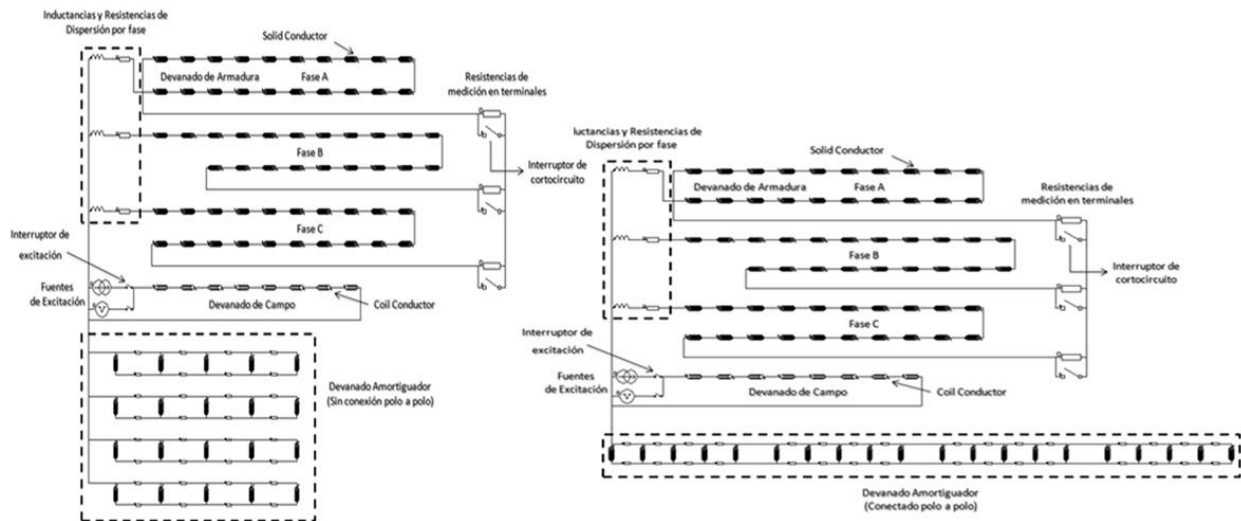 Inductancias y Resistencias de
Dispersión por fase
Solid Conductor
Devanado de Armadura
Fase A
Resistencias de
medición en terminales
Fase B
Interruptor de
cortocircuito
Fase C
Interruptor de
excitación
Fuentes
de Excitación
Devanado de Campo
Coil Conductor
Devanado Amortiguador
(Sin conexión polo a polo)
luctancias y Resistencias de
Dispersión por fase
Solid Conductor
Devanado de Armadura
Fase A
Resistencias de
medición en terminales
Fase B
Interruptor de
cortocircuito
Fase C
Interruptor de
excitación
Fuentes
de Excitación
Devanado de Campo
Coil Conductor
Devanado Amortiguador
(Conectado polo a polo)